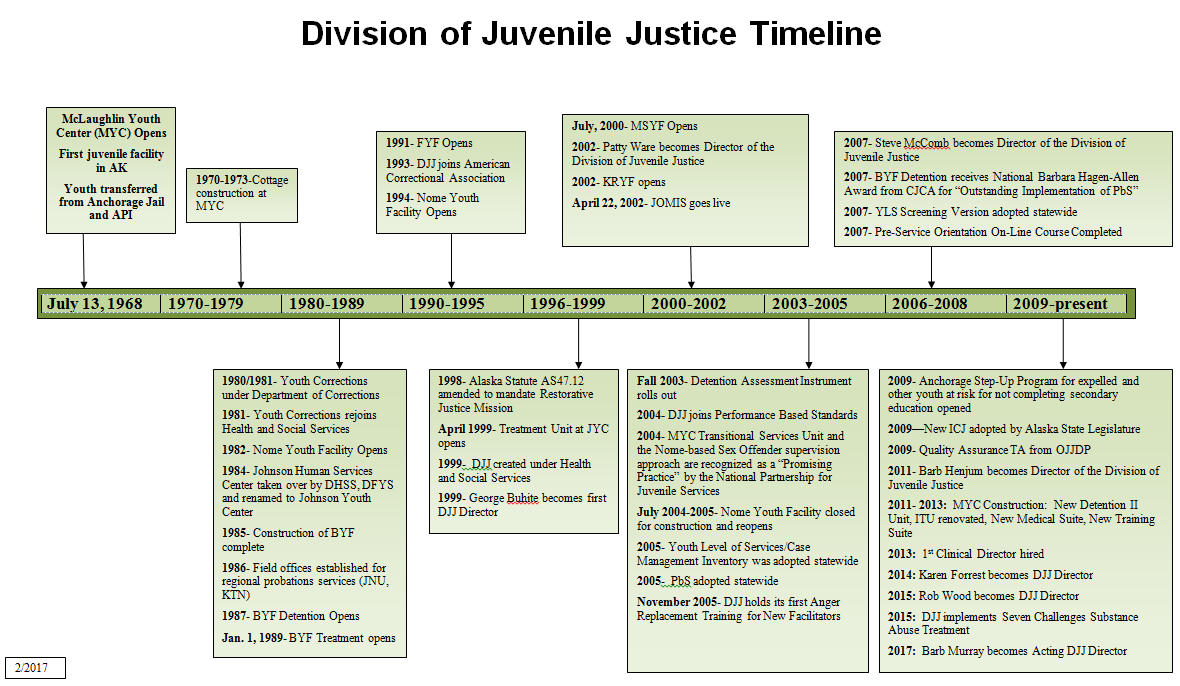 Division of Juvenile Justice Timeline
McLaughlin Youth
Center (MYC) Opens
First juvenile facility
in AK
Youth transferred
from Anchorage Jail
and API
1970-1973-Cottage
construction at
MYC
1991- FYF Opens
1993- DJJ joins American
Correctional Association
1994- Nome Youth
Facility Opens
July, 2000- MSYF Opens
2002- Patty Ware becomes Director of the
Division of Juvenile Justice
2002- KRYF opens
April 22, 2002- JOMIS goes live
2007- Steve McComb becomes Director of the Division of
Juvenile Justice
2007- BYF Detention receives National Barbara Hagen-Allen
Award from CJCA for “Outstanding Implementation of PbS”
2007- YLS Screening Version adopted statewide
2007- Pre-Service Orientation On-Line Course Completed
July 13, 1968 1970-1979 1980-1989 1990-1995 1996-1999 2000-2002 2003-2005 2006-2008 2009-present
1980/1981- Youth Corrections
under Department of Corrections
1981- Youth Corrections rejoins
Health and Social Services
1982- Nome Youth Facility Opens
1984- Johnson Human Services
Center taken over by DHSS, DFYS
and renamed to Johnson Youth
Center
1985- Construction of BYF
complete
1986- Field offices established for
regional probations services (JNU,
KTN)
1987- BYF Detention Opens
Jan. 1, 1989- BYF Treatment opens
1998- Alaska Statute AS47.12
amended to mandate Restorative
Justice Mission
April 1999- Treatment Unit at JYC
opens
1999- DJJ created under Health
and Social Services
1999- George Buhite becomes first
DJJ Director
Fall 2003- Detention Assessment Instrument
rolls out
2004- DJJ joins Performance Based Standards
2004- MYC Transitional Services Unit and
the Nome-based Sex Offender supervision
approach are recognized as a “Promising
Practice” by the National Partnership for
Juvenile Services
July 2004-2005- Nome Youth Facility closed
for construction and reopens
2005- Youth Level of Services/Case
Management Inventory was adopted statewide
2005- PbS adopted statewide
November 2005- DJJ holds its first Anger
Replacement Training for New Facilitators
2009- Anchorage Step-Up Program for expelled and
other youth at risk for not completing secondary
education opened
2009—New ICJ adopted by Alaska State Legislature
2009- Quality Assurance TA from OJJDP
2011- Barb Henjum becomes Director of the Division of
Juvenile Justice
2011- 2013: MYC Construction: New Detention II
Unit, ITU renovated, New Medical Suite, New Training
Suite
2013: 1st Clinical Director hired
2014: Karen Forrest becomes DJJ Director
2015: Rob Wood becomes DJJ Director
2015: DJJ implements Seven Challenges Substance
Abuse Treatment
2017: Barb Murray becomes Acting DJJ Director
2/2017